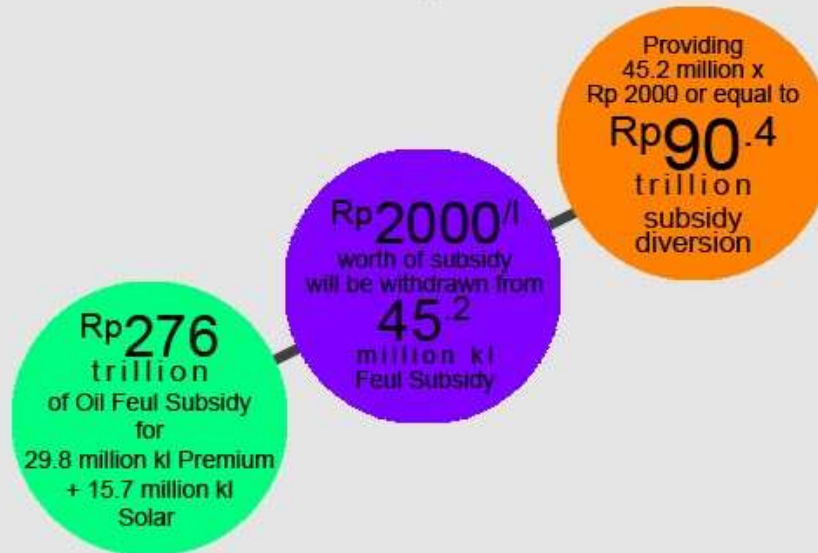 Rp276
trillion
of Oil Feul Subsidy
for
29.8 million kl Premium
+ 15.7 million kl
Solar
Rp2000/l
worth of subsidy
will be withdrawn from
45.2
million kl
Feul Subsidy
Providing
45.2 million x
Rp 2000 or equal to
Rp90.4
trillion
subsidy
diversion